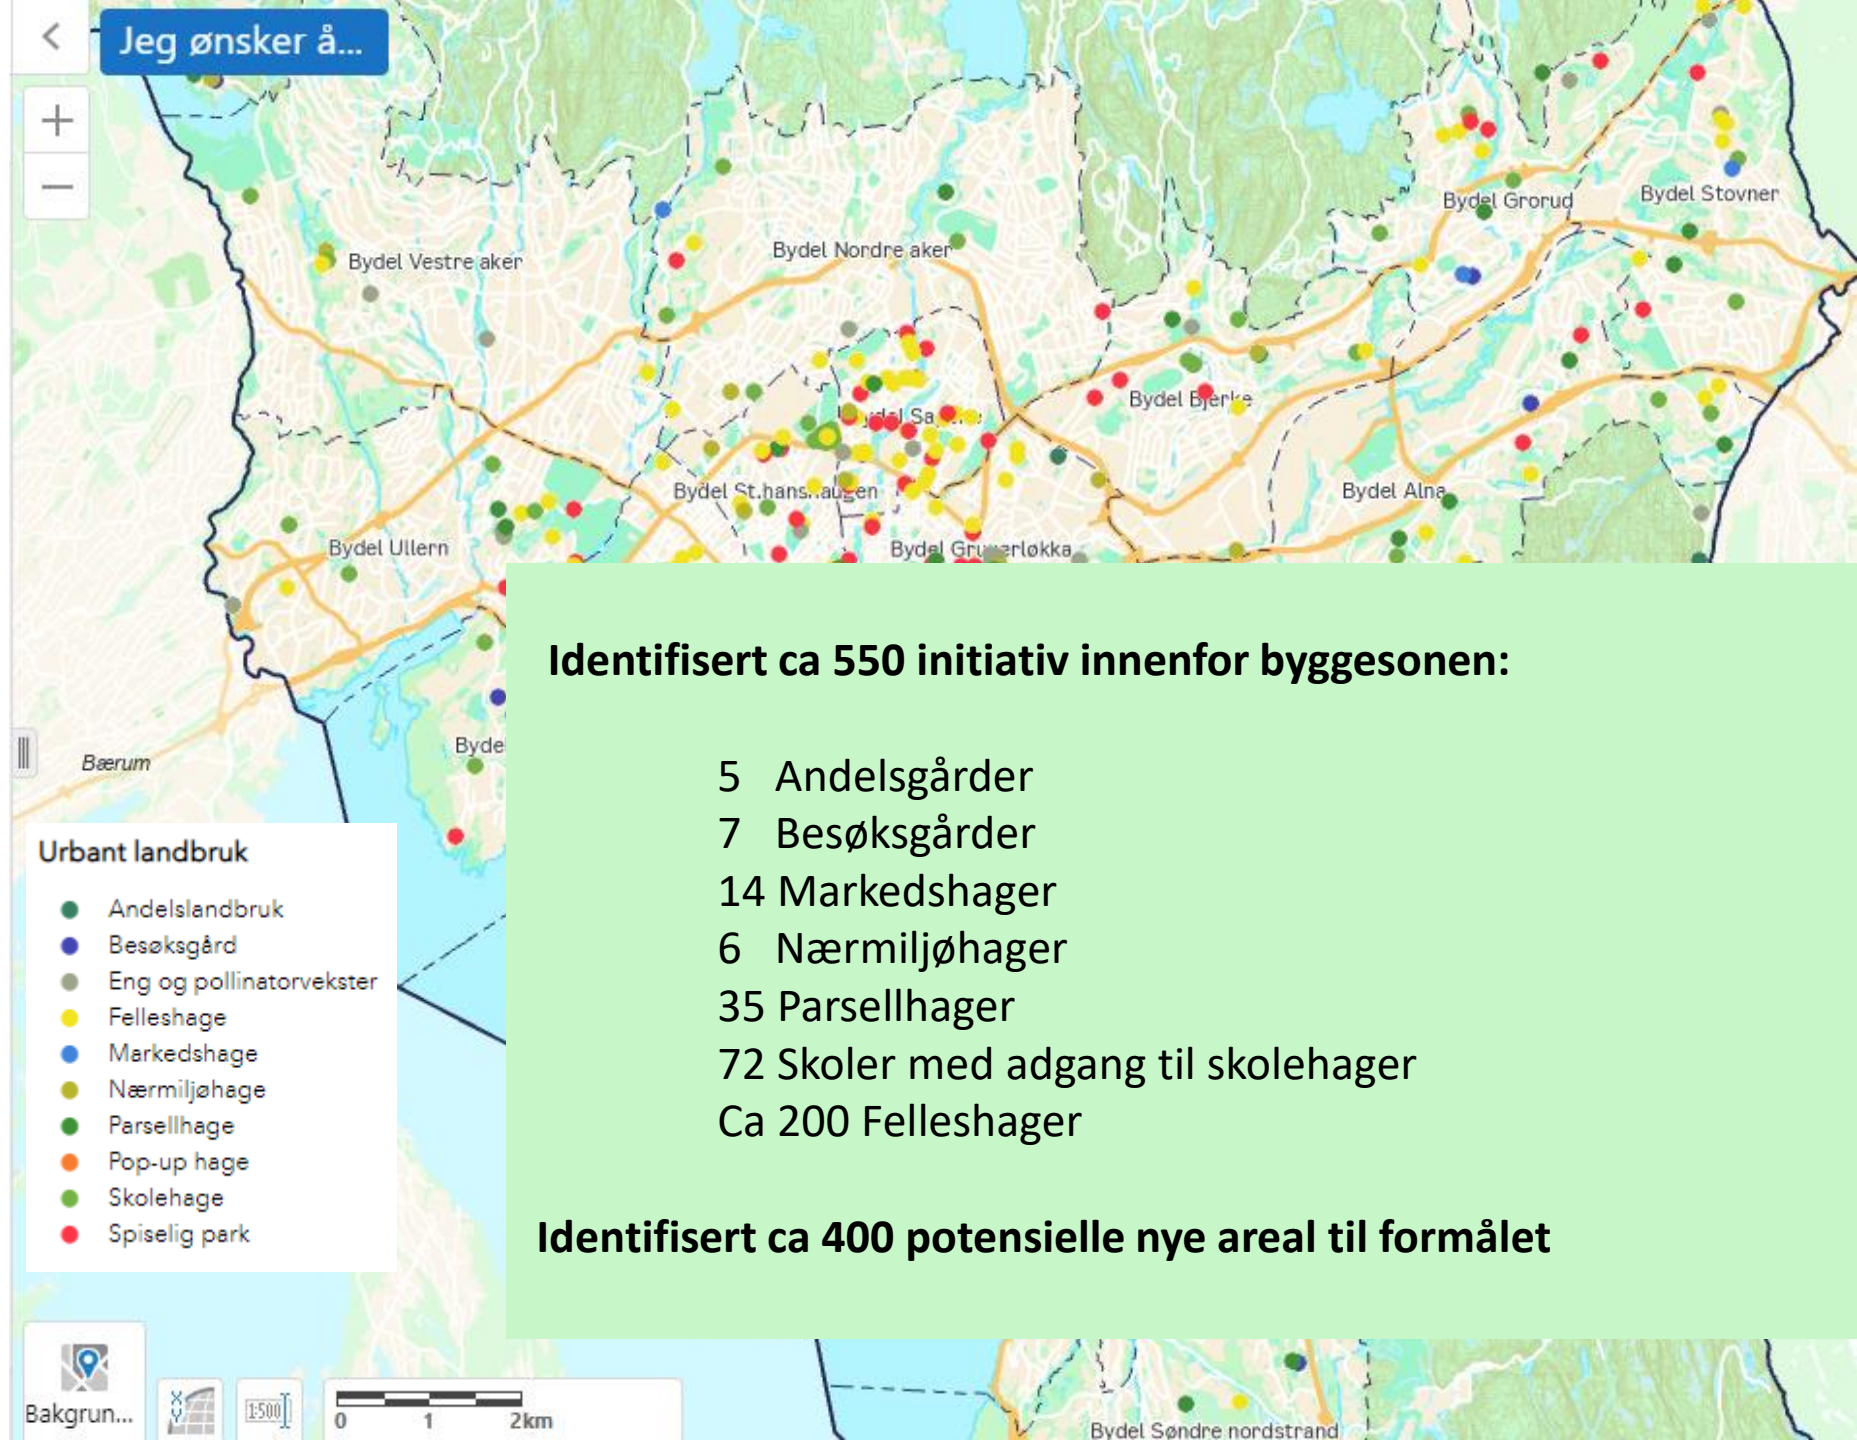 Jeg ønsker å...
Bydel Grorud
Bydel Stovner
Bydel Vestre aker
Bydel Nordre aker
Bydel Bjerke
Bydel St.hanshaugen
Bydel Alna
Bydel Ullern
Bydel Grunerløkka
Bærum
Identifisert ca 550 initiativ innenfor byggesonen:
5 Andelsgårder
7 Besøksgårder
14 Markedshager
6 Nærmiljøhager
35 Parsellhager
72 Skoler med adgang til skolehager
Ca 200 Felleshager
Identifisert ca 400 potensielle nye areal til formålet
Urbant landbruk
Andelslandbruk
Besøksgård
Eng og pollinatorvekster
Felleshage
Markedshage
Nærmiljøhage
Parsellhage
Pop-up hage
Skolehage
Spiselig park
Bakgrun...
1:500
0 1 2km
Bydel Søndre nordstrand